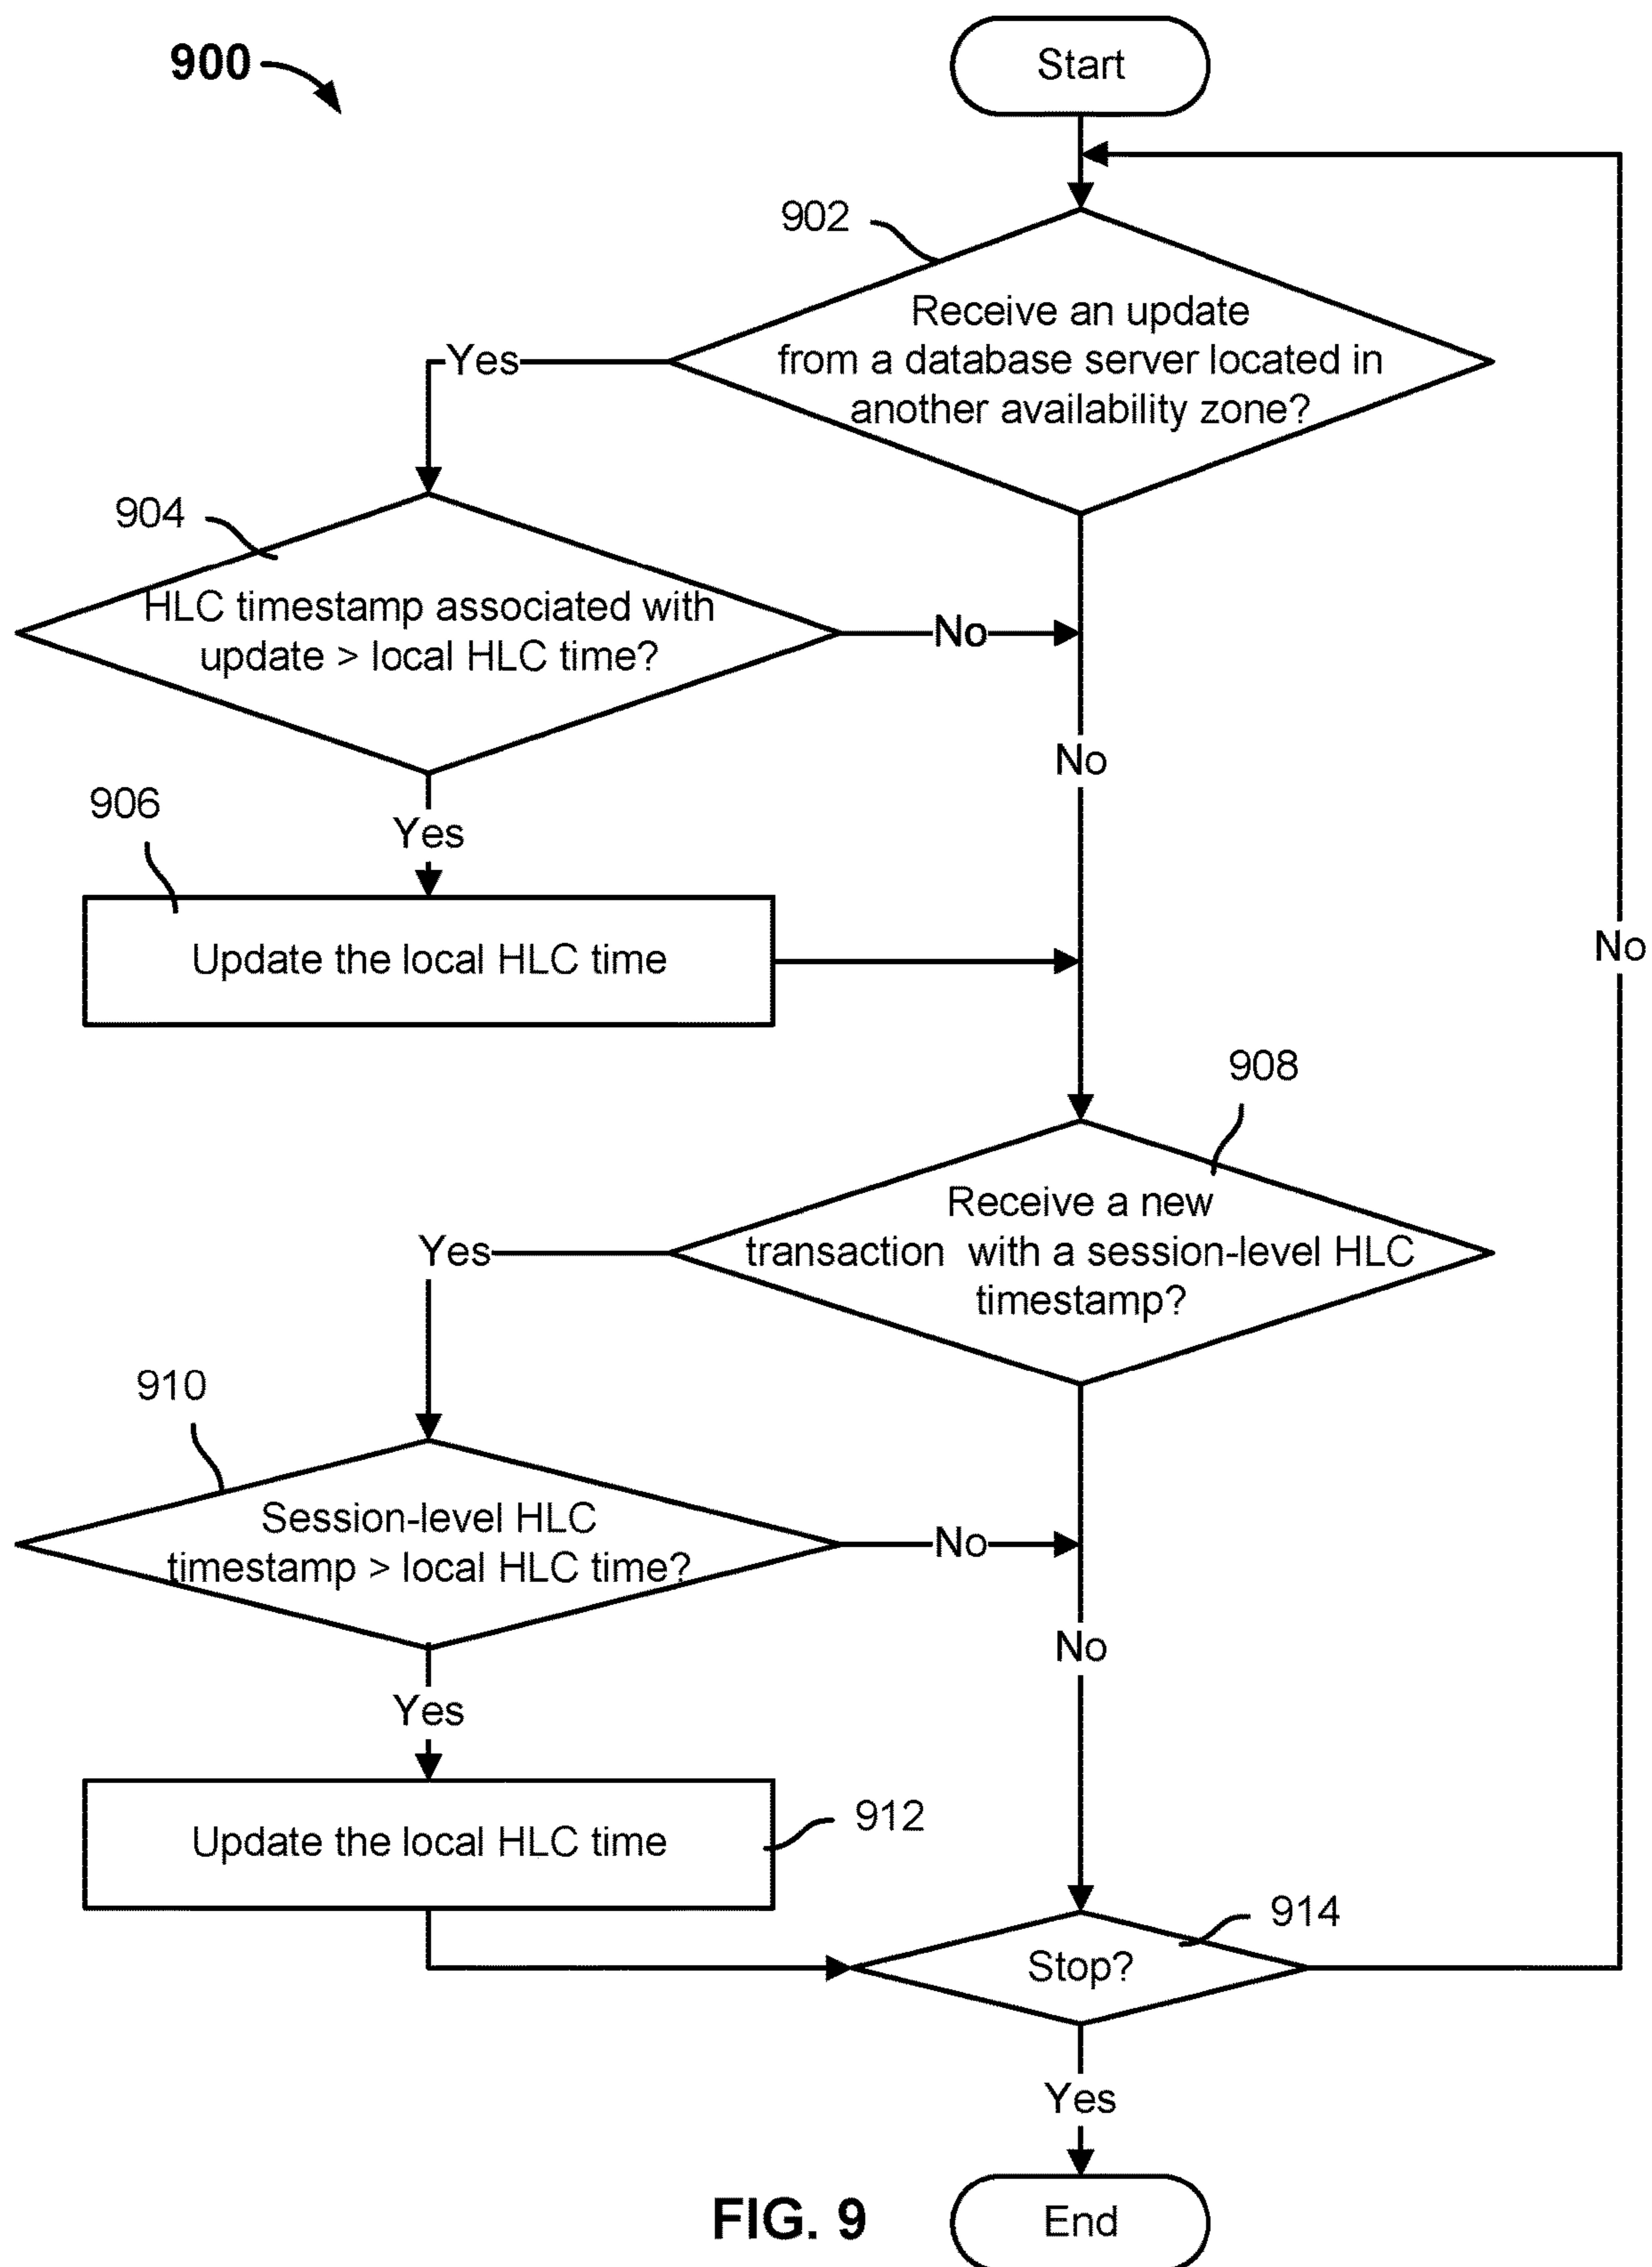 900
Start
902
Receive an update
from a database server located in
another availability zone?
Yes
904
HLC timestamp associated with
update > local HLC time?
No
No
906
Yes
Update the local HLC time
No
908
Receive a new
transaction with a session-level HLC
timestamp?
Yes
910
Session-level HLC
timestamp > local HLC time?
No
No
Yes
Update the local HLC time
912
914
Stop?
Yes
End
FIG. 9